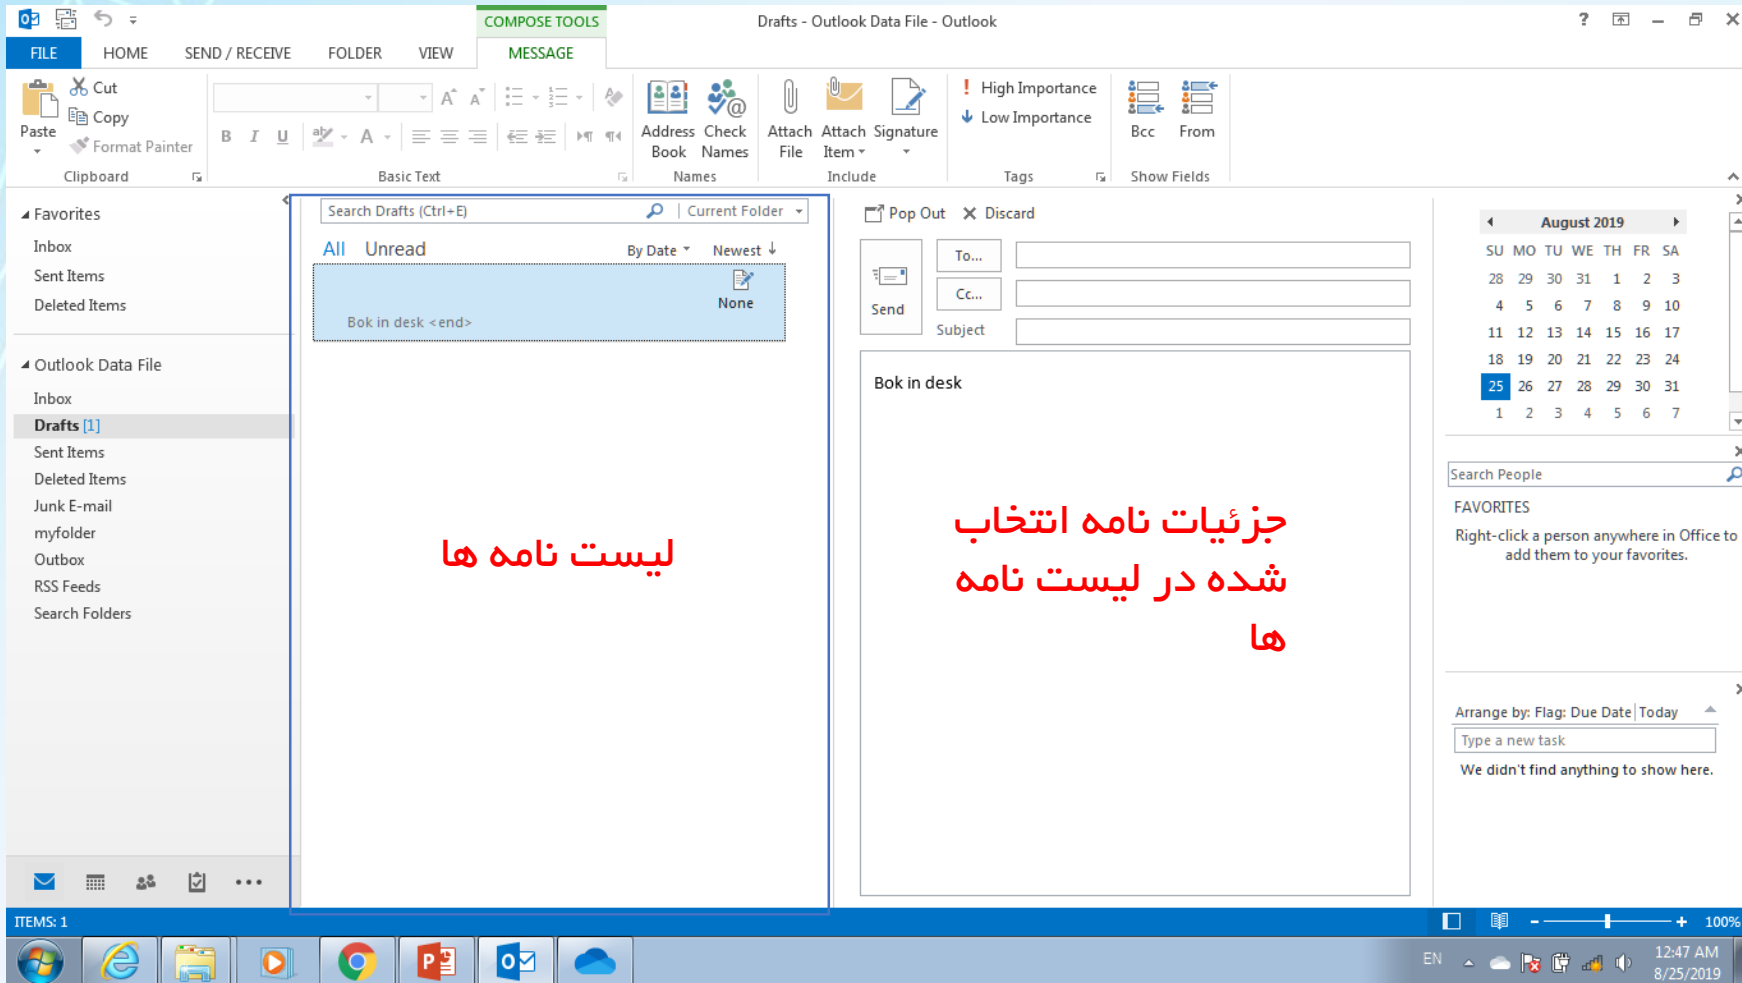 COMPOSE TOOLS
Drafts - Outlook Data File - Outlook
FILE HOME SEND / RECEIVE FOLDER VIEW MESSAGE
Paste
Cut
Copy
Format Painter
Clipboard
B I U
Basic Text
Address Book
Check Names
Names
Attach File
Attach Item
Signature
Include
High Importance
Low Importance
Tags
Bcc
From
Show Fields
Favorites
Inbox
Sent Items
Deleted Items
Outlook Data File
Inbox
Drafts [1]
Sent Items
Deleted Items
Junk E-mail
myfolder
Outbox
RSS Feeds
Search Folders
Search Drafts (Ctrl+E)
Current Folder
All Unread
By Date Newest
None
Bok in desk <end>
لیست نامه ها
Pop Out
Discard
Send
To...
Cc...
Subject
Bok in desk
جزئیات نامه انتخاب
شده در لیست نامه
ها
August 2019
SU MO TU WE TH FR SA
28 29 30 31 1 2 3
4 5 6 7 8 9 10
11 12 13 14 15 16 17
18 19 20 21 22 23 24
25 26 27 28 29 30 31
1 2 3 4 5 6 7
Search People
FAVORITES
Right-click a person anywhere in Office to
add them to your favorites.
Arrange by: Flag: Due Date Today
Type a new task
We didn't find anything to show here.
ITEMS: 1
100%
EN
12:47 AM
8/25/2019